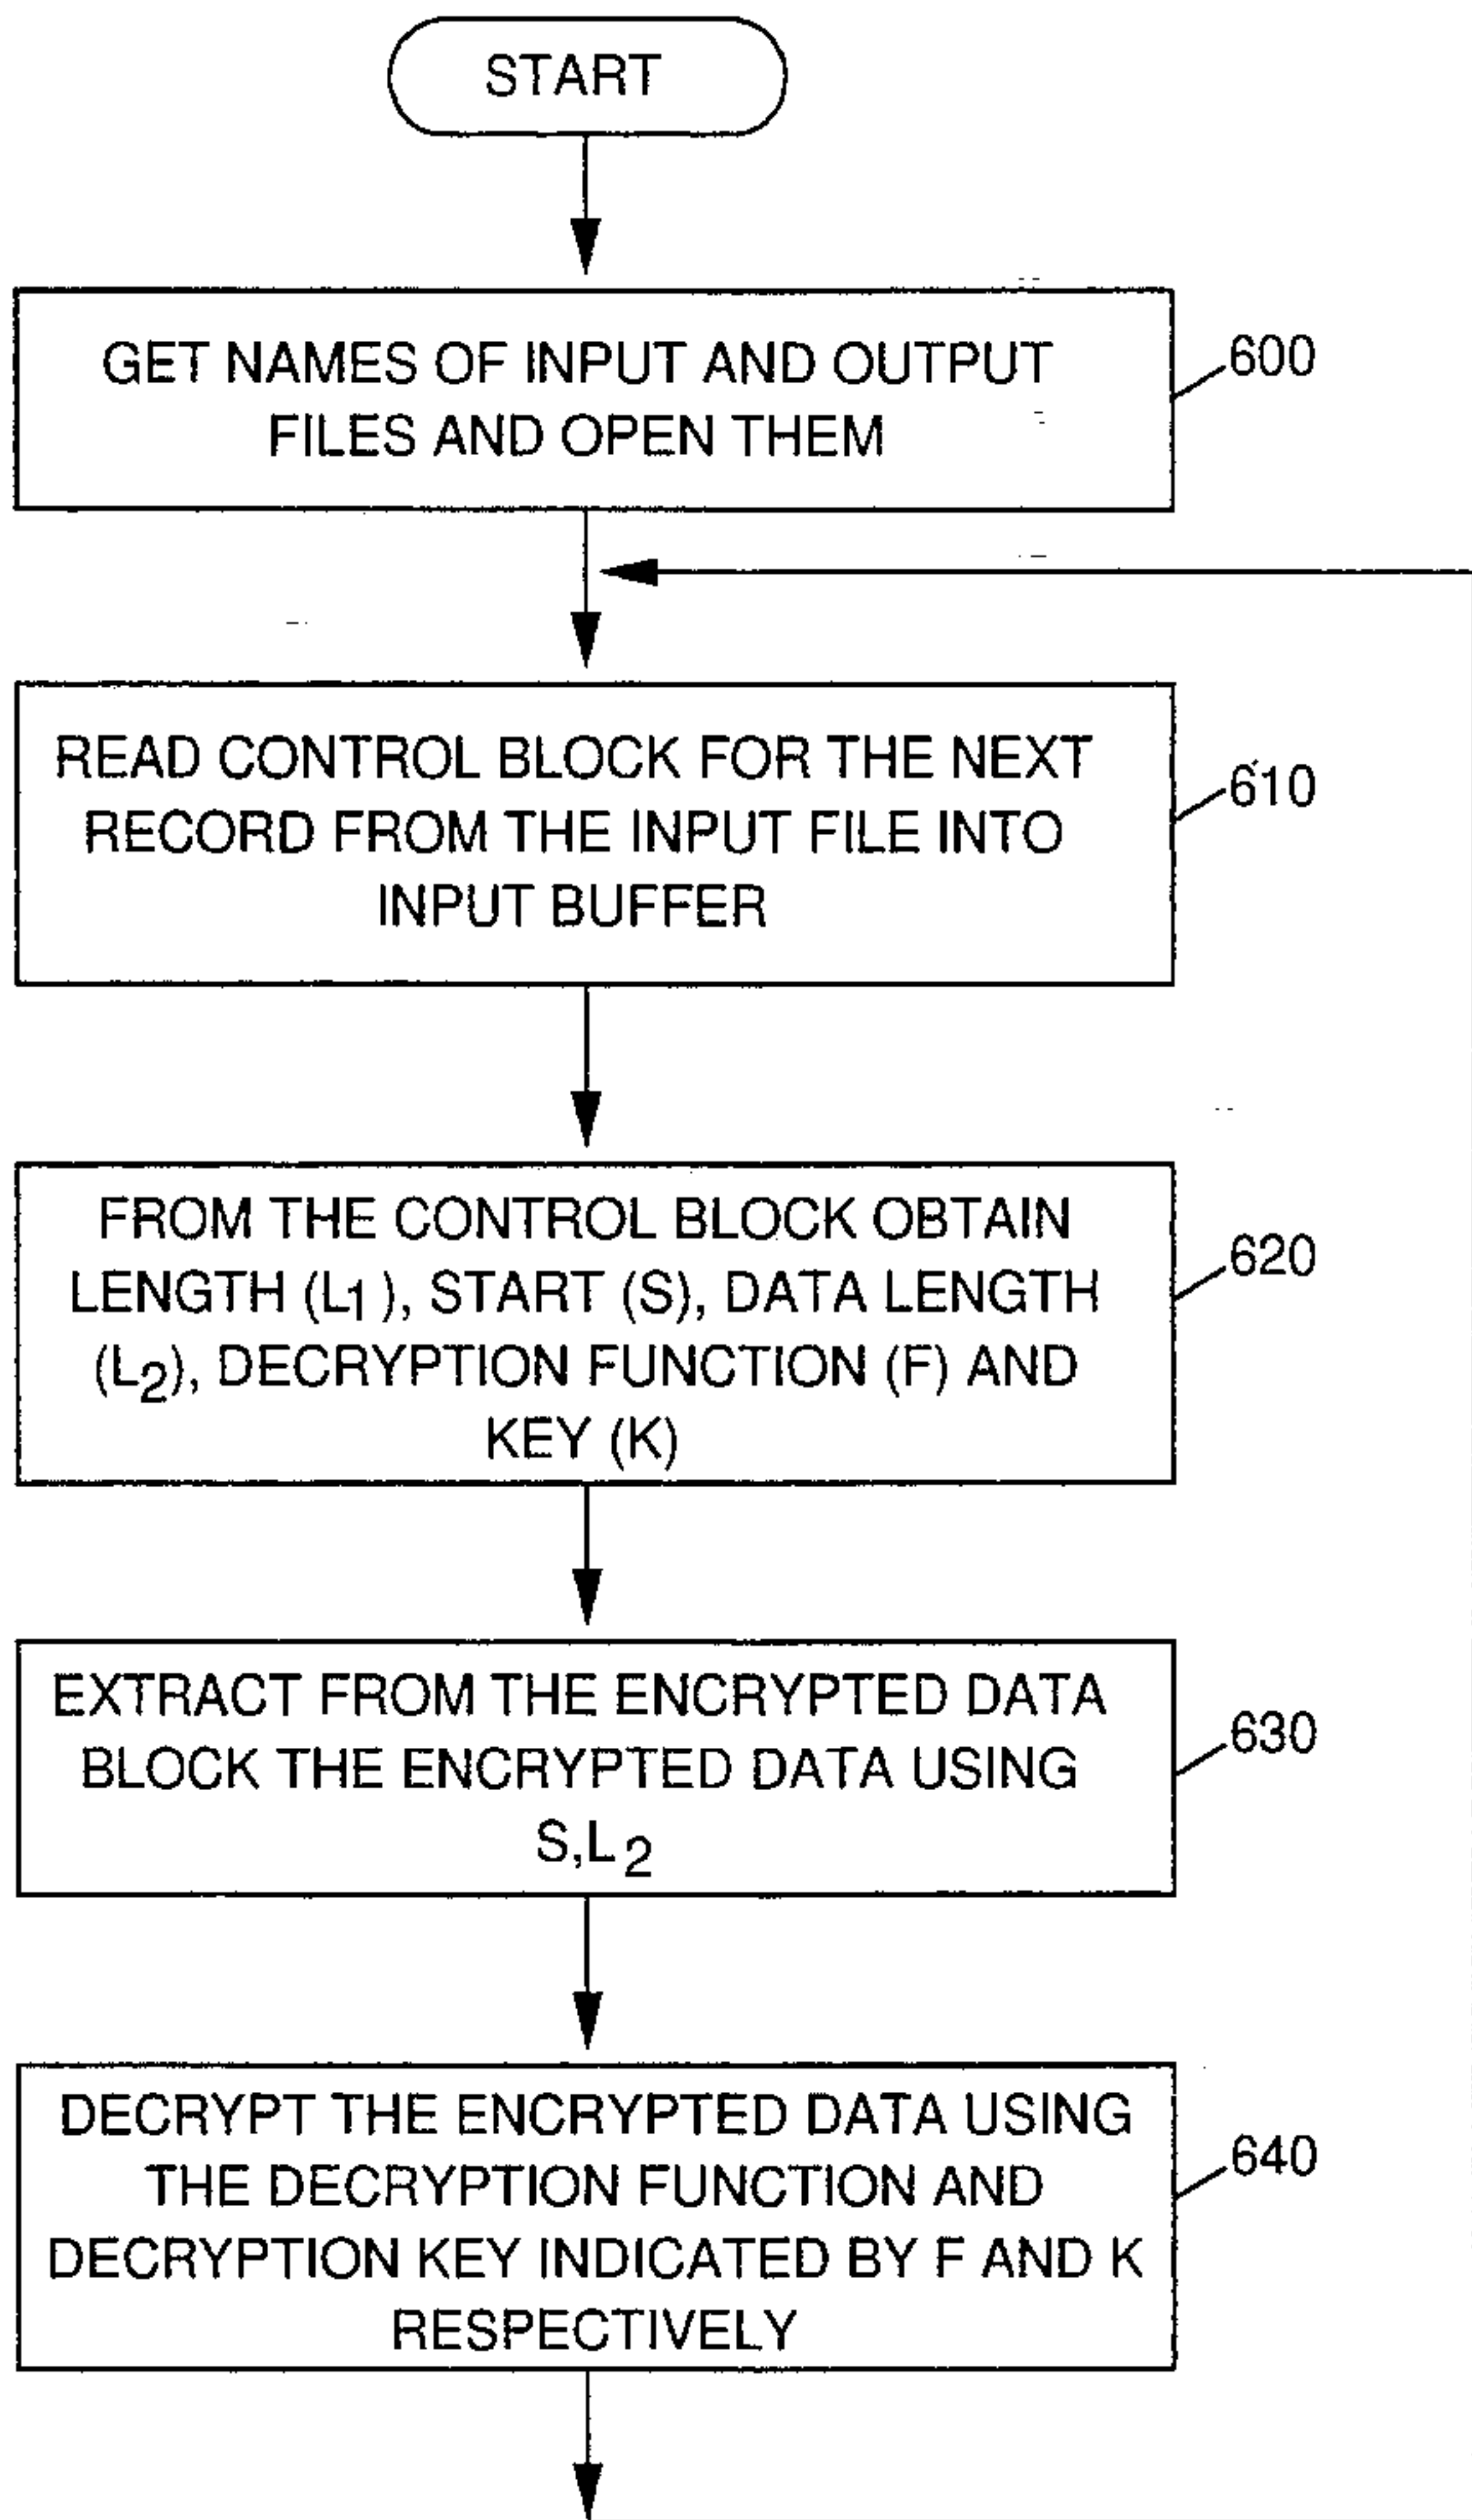 START
GET NAMES OF INPUT AND OUTPUT
FILES AND OPEN THEM
600
READ CONTROL BLOCK FOR THE NEXT
RECORD FROM THE INPUT FILE INTO
INPUT BUFFER
610
FROM THE CONTROL BLOCK OBTAIN
LENGTH (L1), START (S), DATA LENGTH
(L2), DECRYPTION FUNCTION (F) AND
KEY (K)
620
EXTRACT FROM THE ENCRYPTED DATA
BLOCK THE ENCRYPTED DATA USING
S,L2
630
DECRYPT THE ENCRYPTED DATA USING
THE DECRYPTION FUNCTION AND
DECRYPTION KEY INDICATED BY F AND K
RESPECTIVELY
640